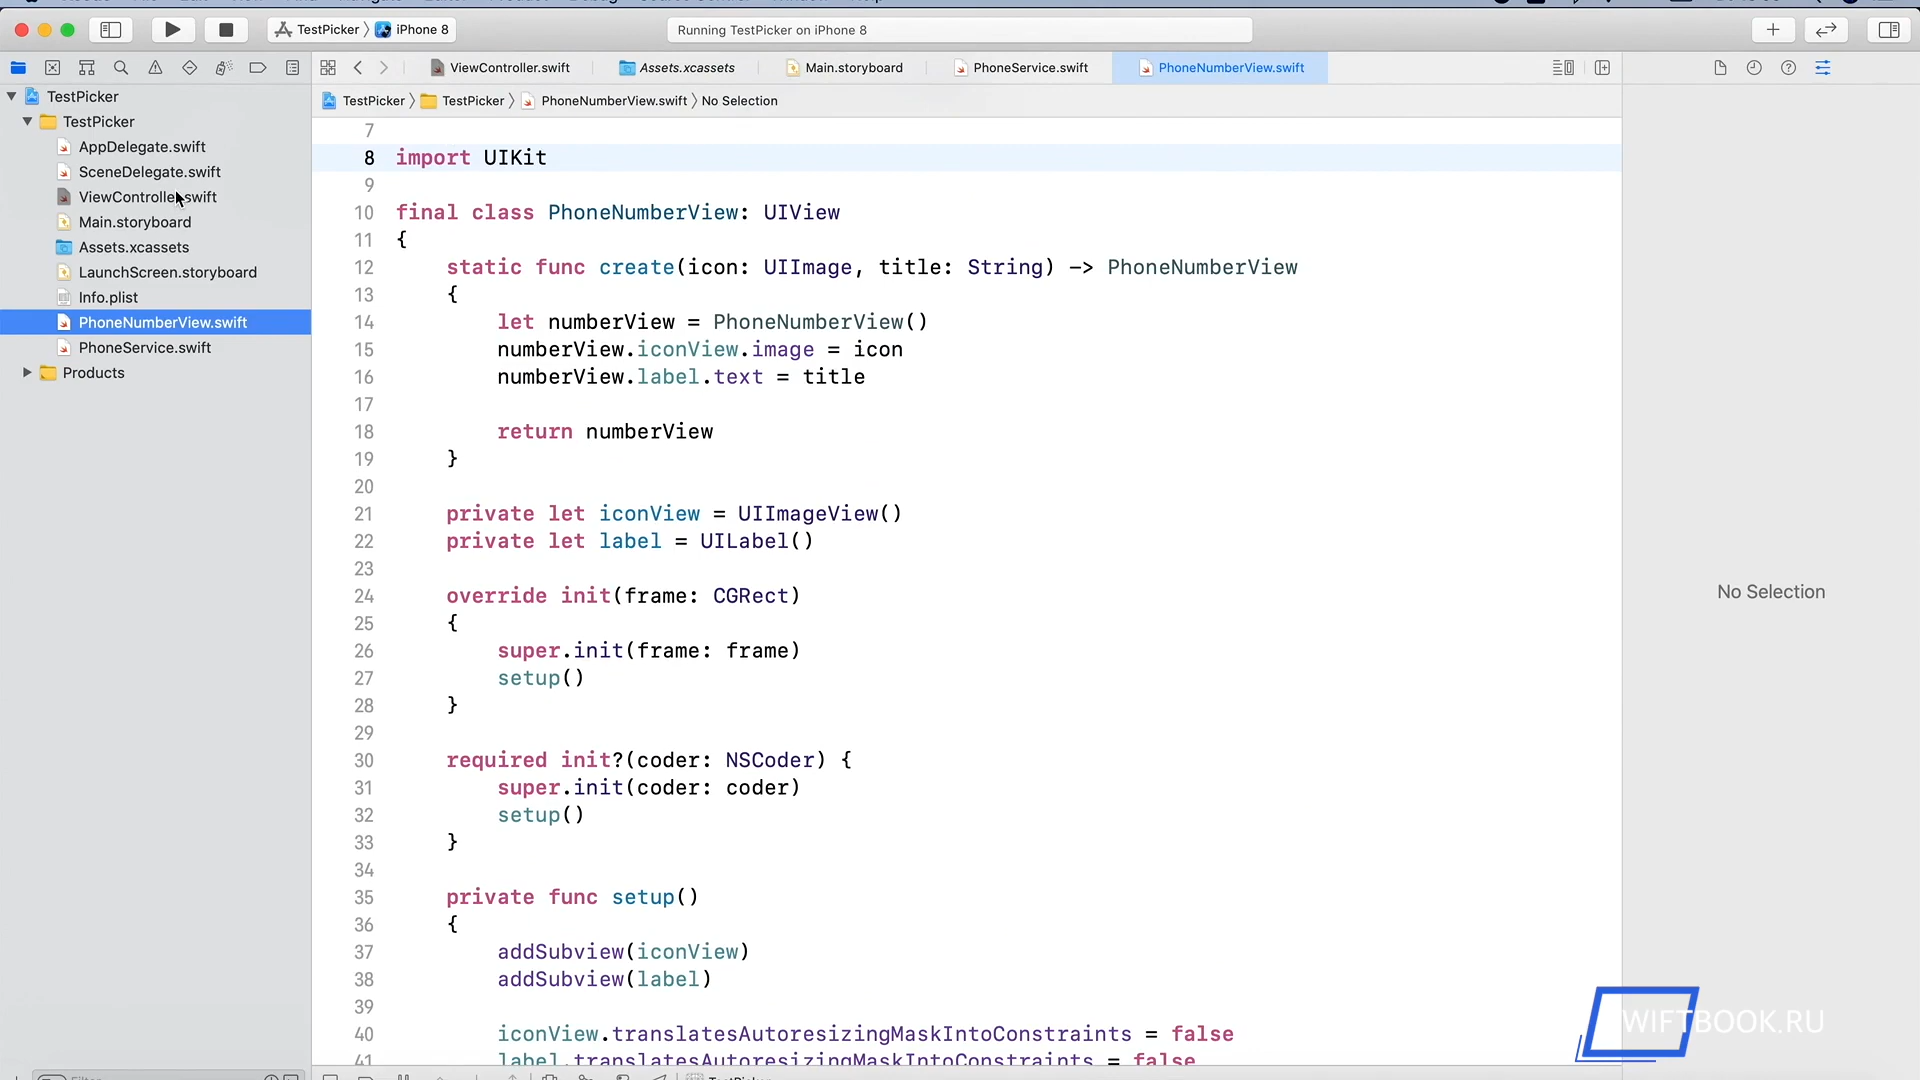 TestPicker 〉 iPhone 8
Running TestPicker on iPhone 8
ViewController.swift
Assets.xcassets
Main.storyboard
PhoneService.swift
PhoneNumberView.swift
TestPicker 〉 TestPicker 〉 PhoneNumberView.swift 〉 No Selection
TestPicker
TestPicker
AppDelegate.swift
SceneDelegate.swift
ViewController.swift
Main.storyboard
Assets.xcassets
LaunchScreen.storyboard
Info.plist
PhoneNumberView.swift
PhoneService.swift
Products
7
8 import UIKit
9
10 final class PhoneNumberView: UIView
11 {
12 static func create(icon: UIImage, title: String) -> PhoneNumberView
13 {
14 let numberView = PhoneNumberView()
15 numberView.iconView.image = icon
16 numberView.label.text = title
17
18 return numberView
19 }
20
21 private let iconView = UIImageView()
22 private let label = UILabel()
23
24 override init(frame: CGRect)
25 {
26 super.init(frame: frame)
27 setup()
28 }
29
30 required init?(coder: NSCoder) {
31 super.init(coder: coder)
32 setup()
33 }
34
35 private func setup()
36 {
37 addSubview(iconView)
38 addSubview(label)
39
40 iconView.translatesAutoresizingMaskIntoConstraints = false
41 label.translatesAutoresizingMaskIntoConstraints = false
No Selection
WIFTBOOK.RU